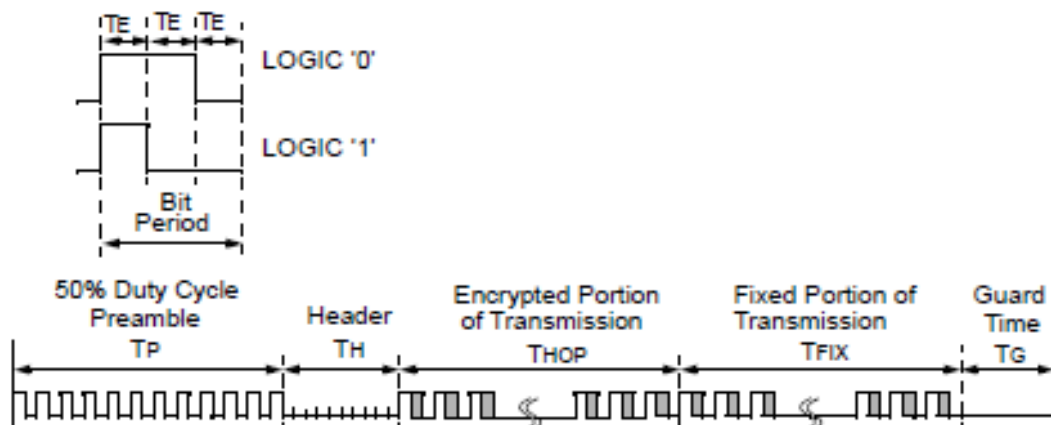 TE TE TE
LOGIC '0'
LOGIC '1'
Bit
Period
50% Duty Cycle
Preamble
TP
Header
TH
Encrypted Portion
of Transmission
THOP
Fixed Portion of
Transmission
TFIX
Guard
Time
TG